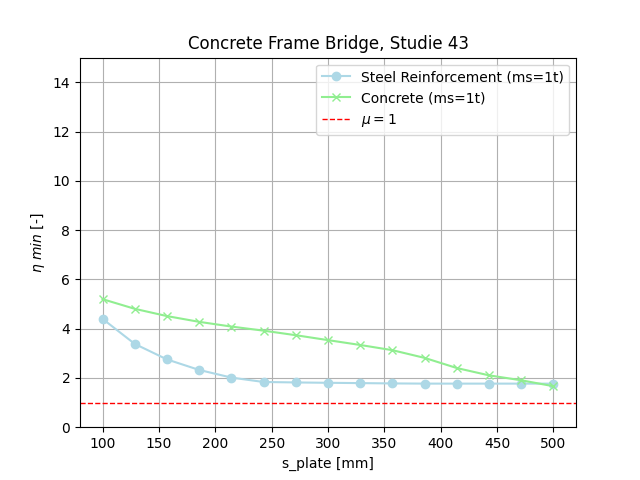 Concrete Frame Bridge, Studie 43
Steel Reinforcement (ms=1t)
Concrete (ms=1t)
μ = 1
η min [-]
14
12
10
8
6
4
2
0
100 150 200 250 300 350 400 450 500
s_plate [mm]